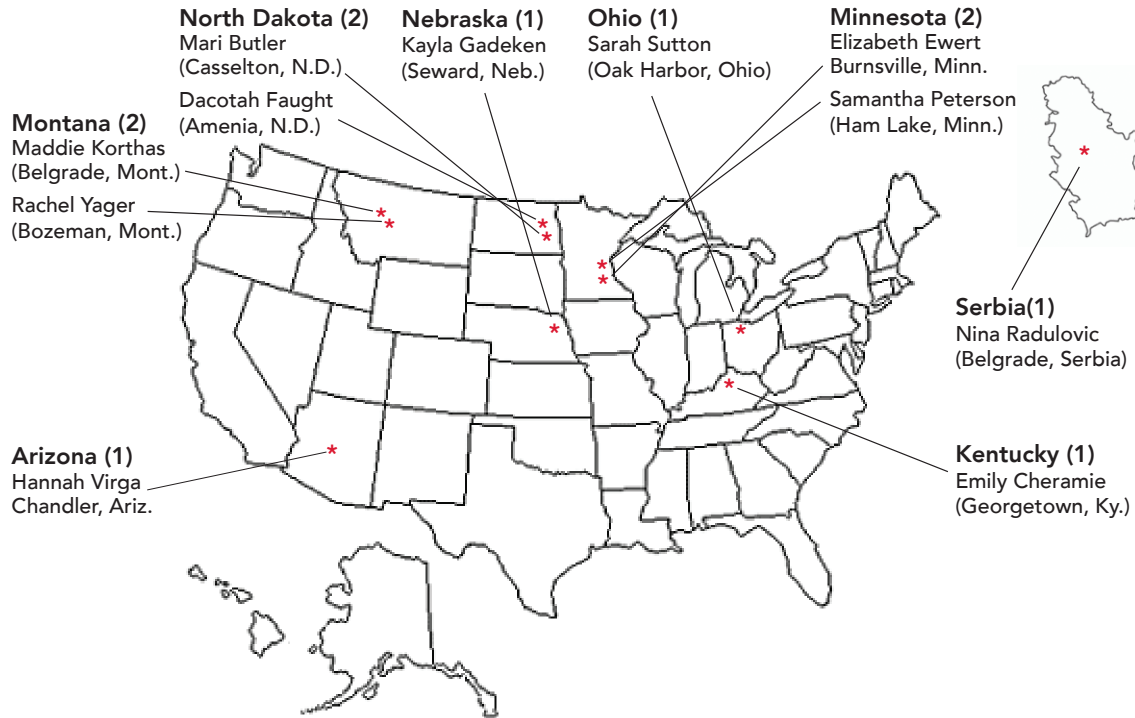 North Dakota (2)
Mari Butler
(Casselton, N.D.)
Dacotah Faught
(Amenia, N.D.)
Nebraska (1)
Kayla Gadeken
(Seward, Neb.)
Ohio (1)
Sarah Sutton
(Oak Harbor, Ohio)
Minnesota (2)
Elizabeth Ewert
Burnsville, Minn.
Samantha Peterson
(Ham Lake, Minn.)
Montana (2)
Maddie Korthas
(Belgrade, Mont.)
Rachel Yager
(Bozeman, Mont.)
Serbia(1)
Nina Radulovic
(Belgrade, Serbia)
Arizona (1)
Hannah Virga
Chandler, Ariz.
Kentucky (1)
Emily Cheramie
(Georgetown, Ky.)